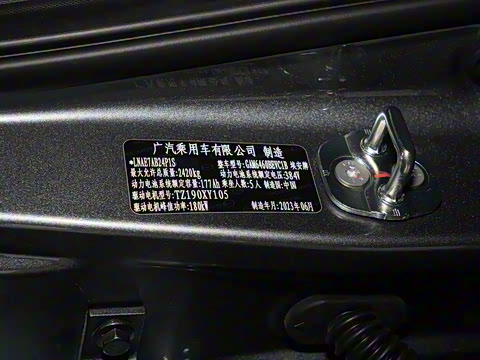 广汽乘用车有限公司 制造
*LNAB7AB24P1S 整车型号:GAM6460BEVC1B 埃安牌
最大允许总质量:2420kg 动力电池系统额定电压:384V
动力电池系统额定容量:177Ah 乘坐人数:5人 制造国:中国
驱动电机型号:TZ190XY105
驱动电机峰值功率:180kW 制造年月:2023年06月